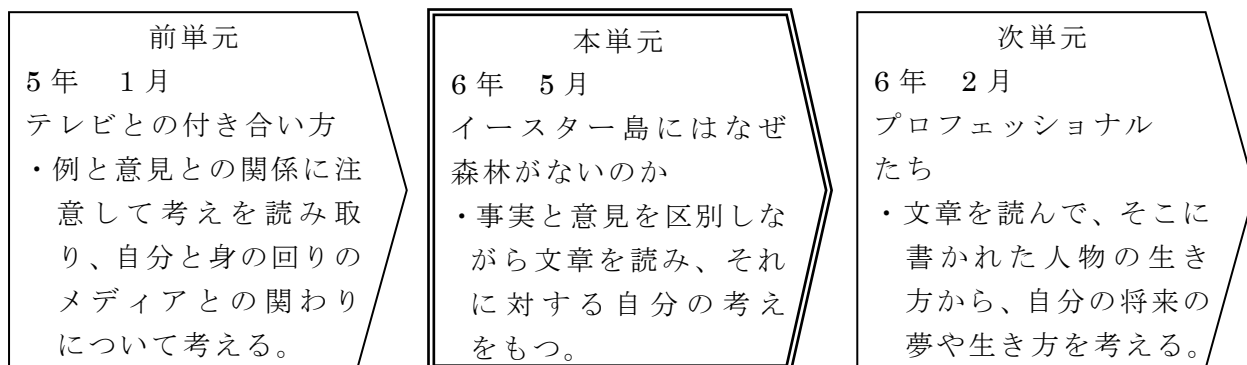 前単元
5年　1月
テレビとの付き合い方
・例と意見との関係に注
意して考えを読み取
り、自分と身の回りの
メディアとの関わり
について考える。
本単元
6年　5月
イースター島にはなぜ
森林がないのか
・事実と意見を区別しな
がら文章を読み、それ
に対する自分の考え
をもつ。
次単元
6年　2月
プロフェッショナル
たち
・文章を読んで、そこに
書かれた人物の生き
方から、自分の将来の
夢や生き方を考える。